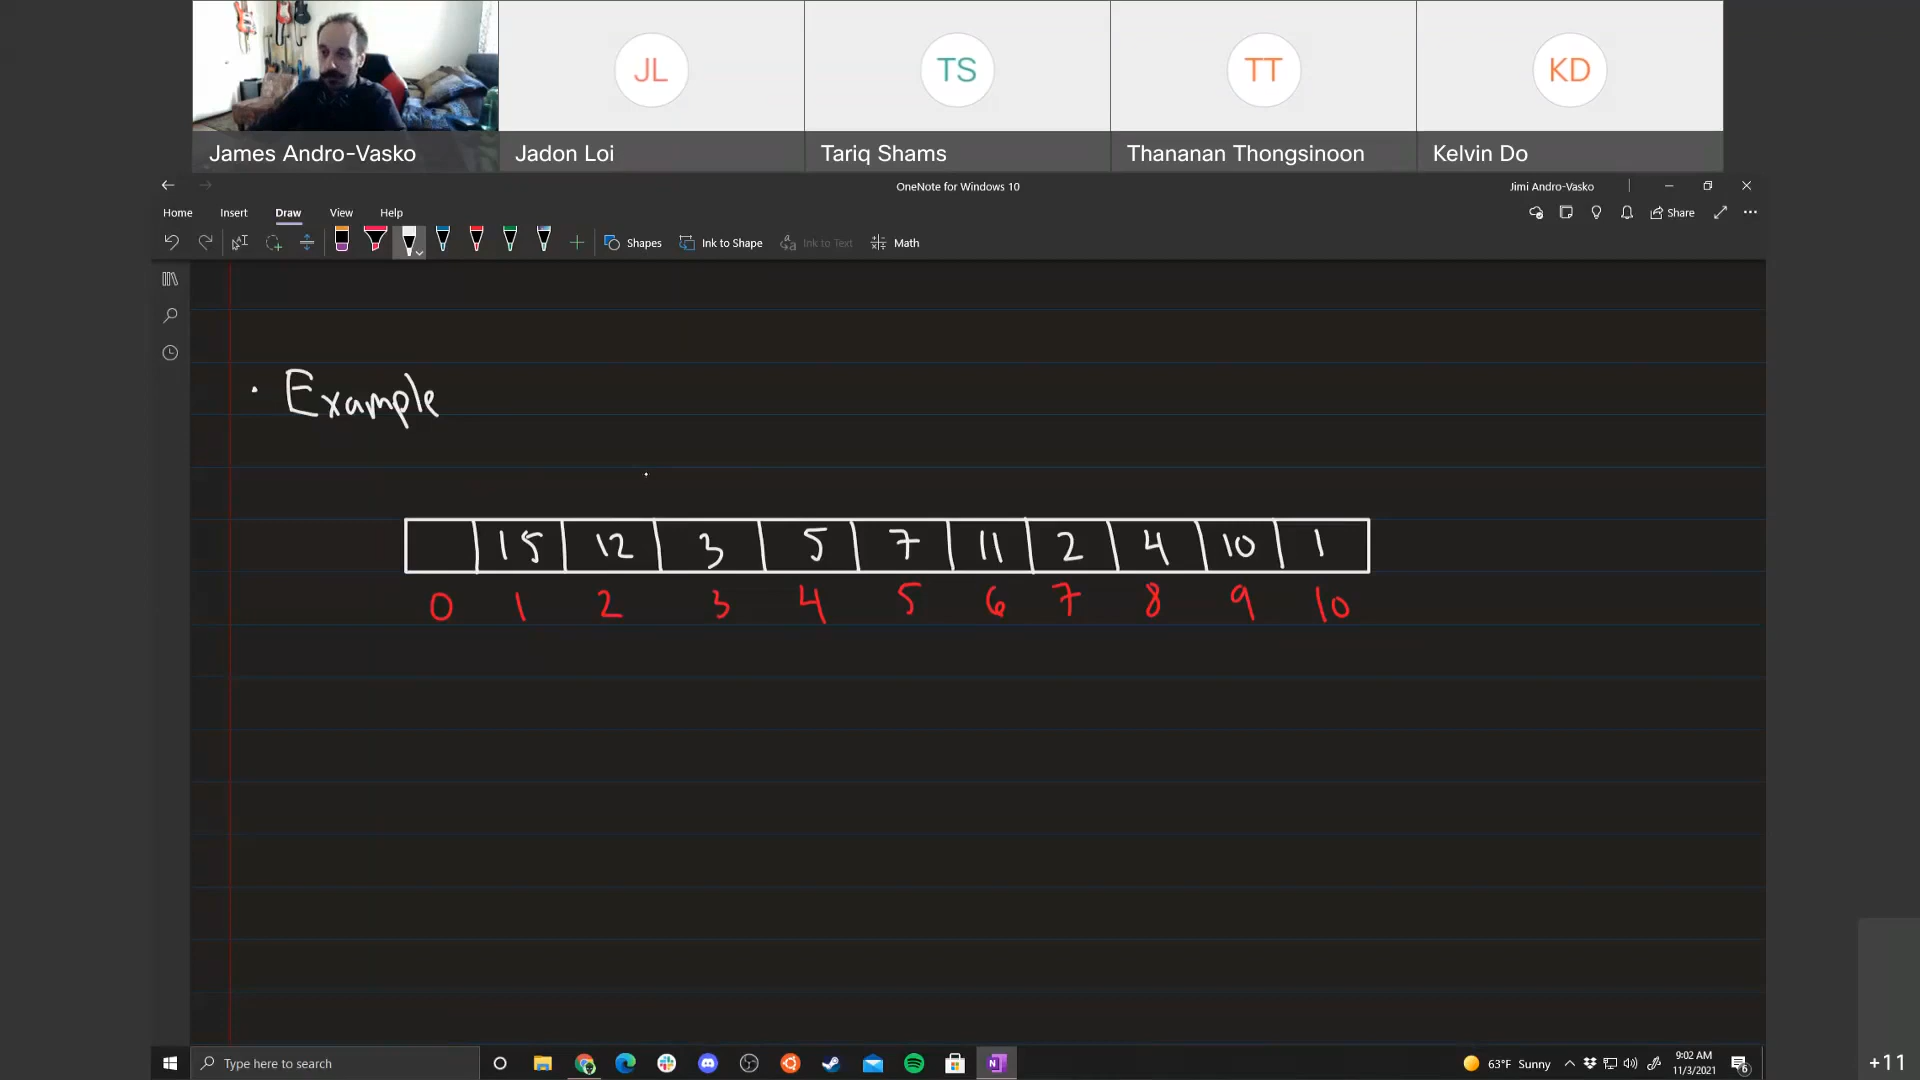 JL TS TT KD
James Andro-Vasko Jadon Loi Tariq Shams Thananan Thongsinoon Kelvin Do
OneNote for Windows 10 Jimi Andro-Vasko
Home Insert Draw View Help Share
Shapes Ink to Shape Ink to Text Math
· Example
15 12 3 5 7 11 2 4 10 1
0 1 2 3 4 5 6 7 8 9 10
Type here to search 63°F Sunny 9:02 AM
11/3/2021 6
+11